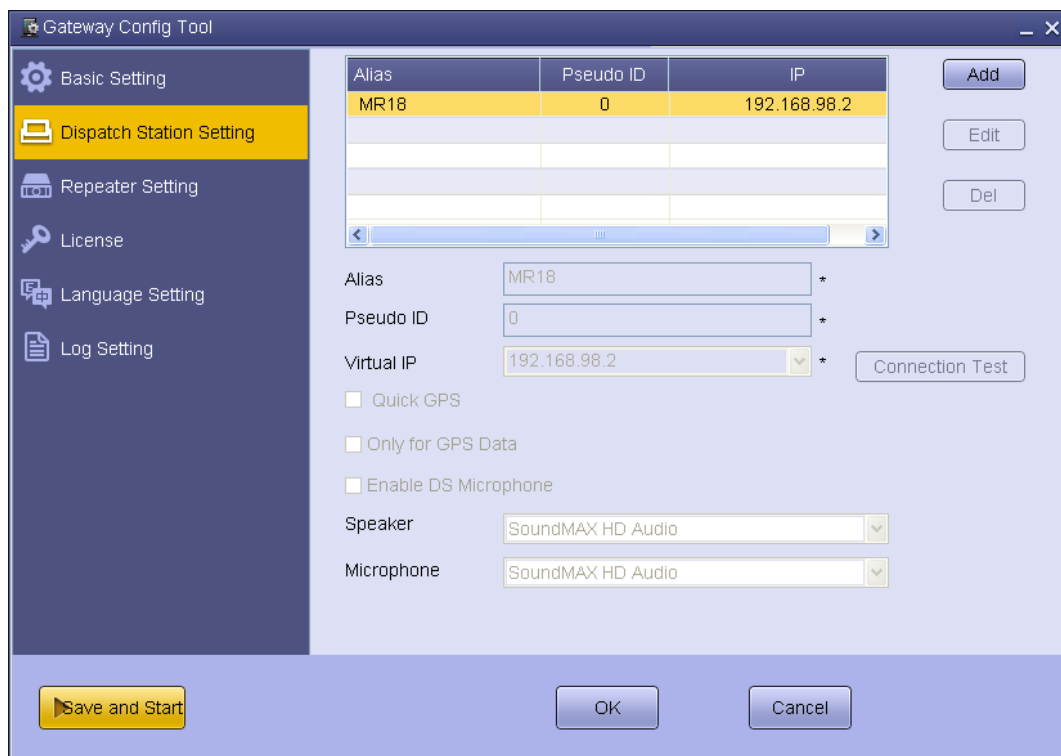 Gateway Config Tool
Basic Setting
Dispatch Station Setting
Repeater Setting
License
Language Setting
Log Setting
Alias Pseudo ID IP
MR18 0 192.168.98.2
Add
Edit
Del
Alias MR18 *
Pseudo ID 0 *
Virtual IP 192.168.98.2 * Connection Test
Quick GPS
Only for GPS Data
Enable DS Microphone
Speaker SoundMAX HD Audio
Microphone SoundMAX HD Audio
Save and Start OK Cancel